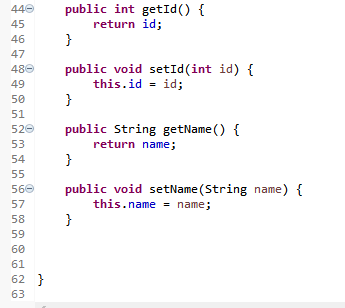 44 public int getId() {
45 return id;
46 }
47
48 public void setId(int id) {
49 this.id = id;
50 }
51
52 public String getName() {
53 return name;
54 }
55
56 public void setName(String name) {
57 this.name = name;
58 }
59
60
61
62 }
63